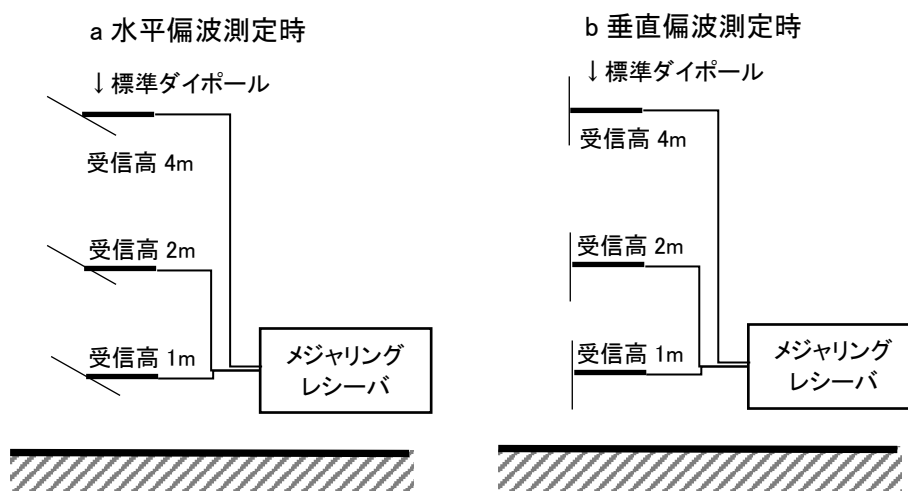 a 水平偏波測定時
↓標準ダイポール
受信高 4m
受信高 2m
受信高 1m
メジャリング
レシーバ
b 垂直偏波測定時
↓標準ダイポール
受信高 4m
受信高 2m
受信高 1m
メジャリング
レシーバ